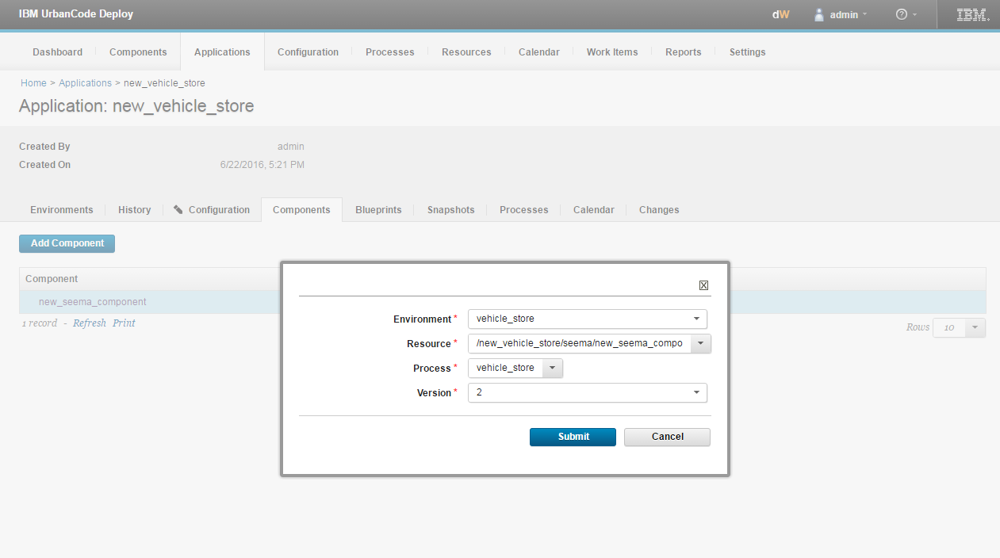 IBM UrbanCode Deploy dW admin IBM
Dashboard Components Applications Configuration Processes Resources Calendar Work Items Reports Settings
Home > Applications > new_vehicle_store
Application: new_vehicle_store
Created By admin
Created On 6/22/2016, 5:21 PM
Environments History Configuration Components Blueprints Snapshots Processes Calendar Changes
Add Component
Component
new_seema_component
1 record - Refresh Print
Rows 10
Environment * vehicle_store
Resource * /new_vehicle_store/seema/new_seema_compo
Process * vehicle_store
Version * 2
Submit Cancel